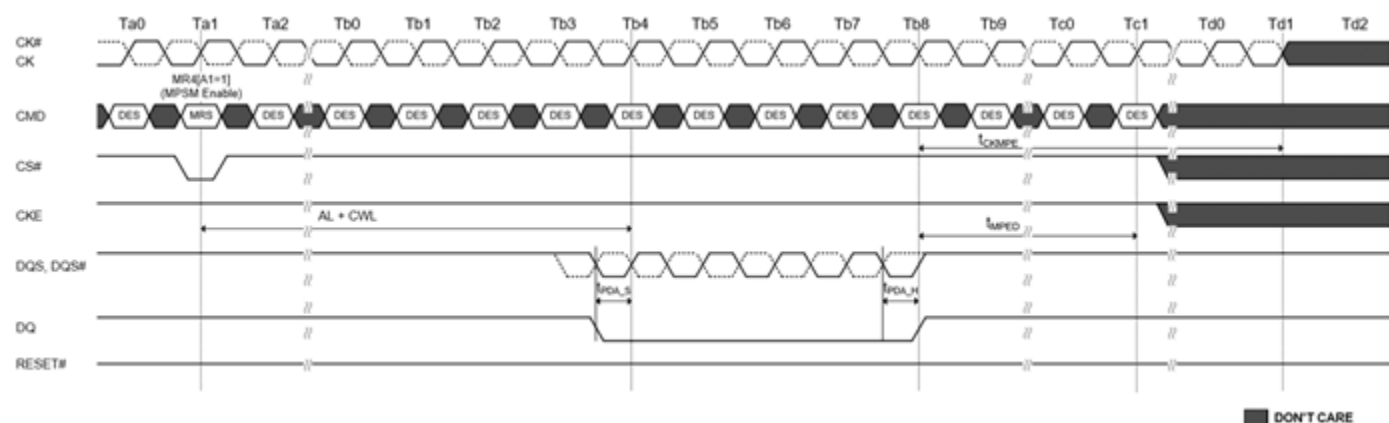 Ta0 Ta1 Ta2 Tb0 Tb1 Tb2 Tb3 Tb4 Tb5 Tb6 Tb7 Tb8 Tb9 Tc0 Tc1 Td0 Td1 Td2
CK#
CK
MR4[A1=1]
(MPSM Enable)
CMD DES MRS DES DES DES DES DES DES DES DES DES DES DES DES DES
tCKMPE
CS#
CKE
AL + CWL
tMPED
DQS, DQS#
tPDA_S tPDA_H
DQ
RESET#
DON'T CARE